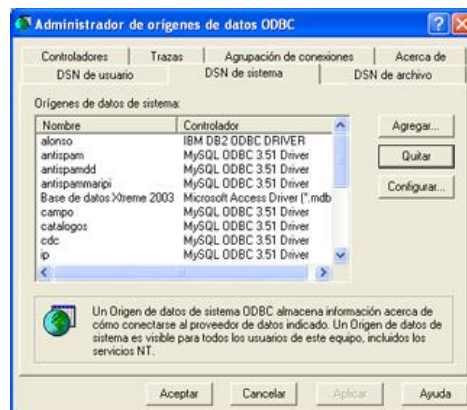 Administrador de orígenes de datos ODBC
Controladores Trazas Agrupación de conexiones Acerca de
DSN de usuario DSN de sistema DSN de archivo
Orígenes de datos de sistema:
Nombre Controlador
alonso IBM DB2 ODBC DRIVER
antispam MySQL ODBC 3.51 Driver
antispamdd MySQL ODBC 3.51 Driver
antispammaripi MySQL ODBC 3.51 Driver
Base de datos Xtreme 2003 Microsoft Access Driver (*.mdb
campo MySQL ODBC 3.51 Driver
catalogos MySQL ODBC 3.51 Driver
cdc MySQL ODBC 3.51 Driver
ip MySQL ODBC 3.51 Driver
Agregar...
Quitar
Configurar...
Un Origen de datos de sistema ODBC almacena información acerca de
cómo conectarse al proveedor de datos indicado. Un Origen de datos de
sistema es visible para todos los usuarios de este equipo, incluidos los
servicios NT.
Aceptar Cancelar Aplicar Ayuda